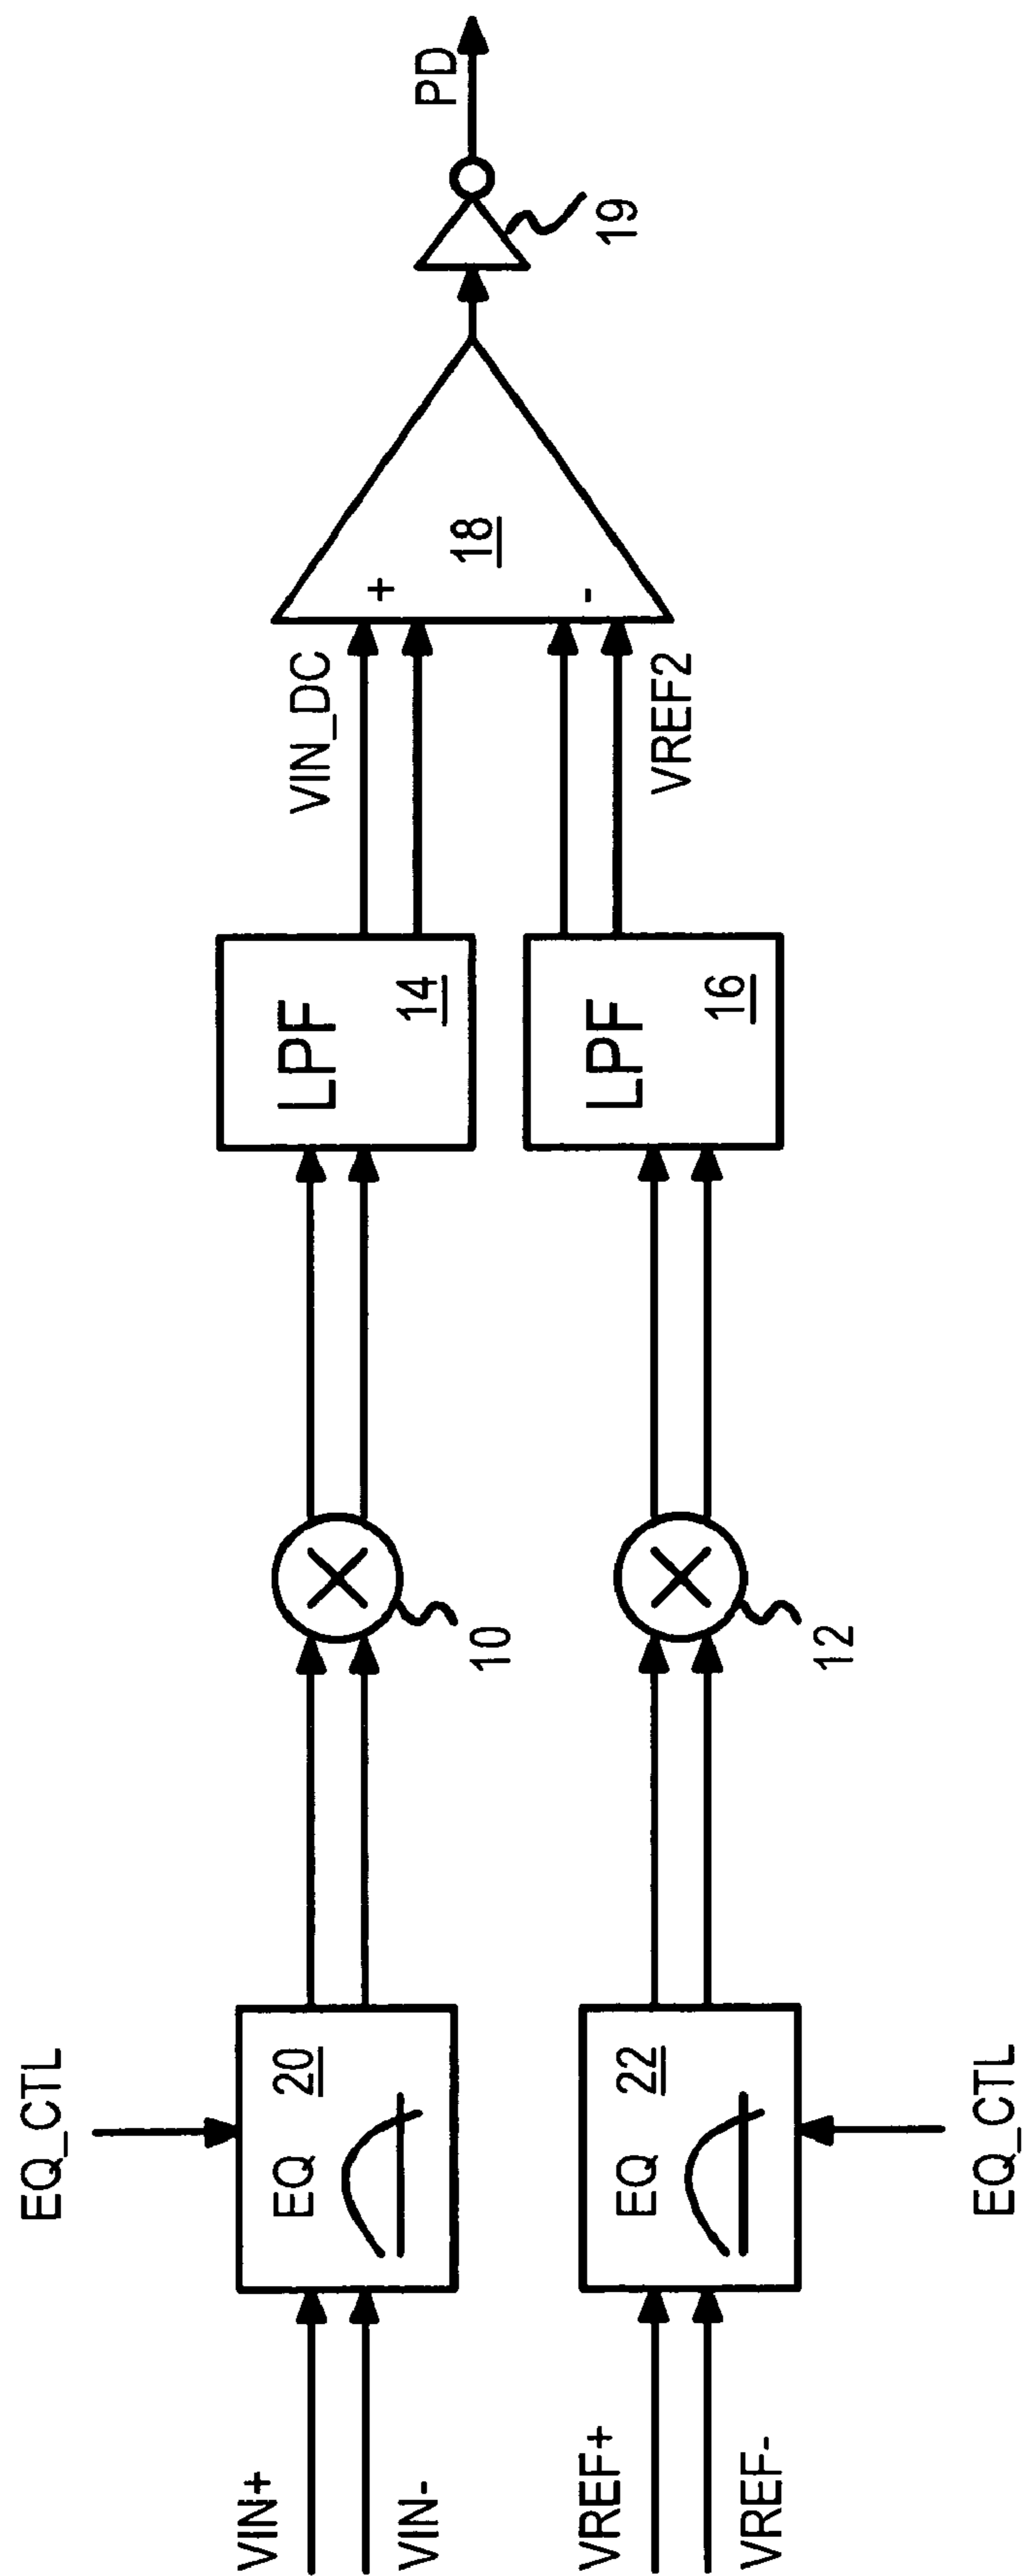 EQ_CTL
VIN+
VIN-
EQ
20
10
LPF
14
VIN_DC
+
18
-
19
PD
VREF+
VREF-
EQ
22
12
LPF
16
VREF2
EQ_CTL